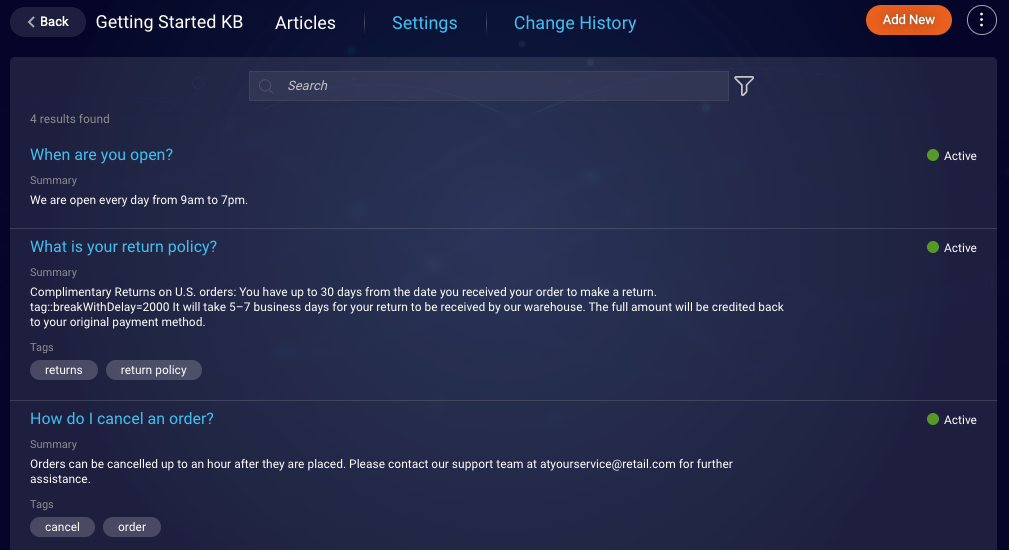 Back Getting Started KB Articles Settings Change History Add New
Search
4 results found
When are you open? Active
Summary
We are open every day from 9am to 7pm.
What is your return policy? Active
Summary
Complimentary Returns on U.S. orders: You have up to 30 days from the date you received your order to make a return.
tag::breakWithDelay=2000 It will take 5–7 business days for your return to be received by our warehouse. The full amount will be credited back
to your original payment method.
Tags
returns return policy
How do I cancel an order? Active
Summary
Orders can be cancelled up to an hour after they are placed. Please contact our support team at atyourservice@retail.com for further
assistance.
Tags
cancel order